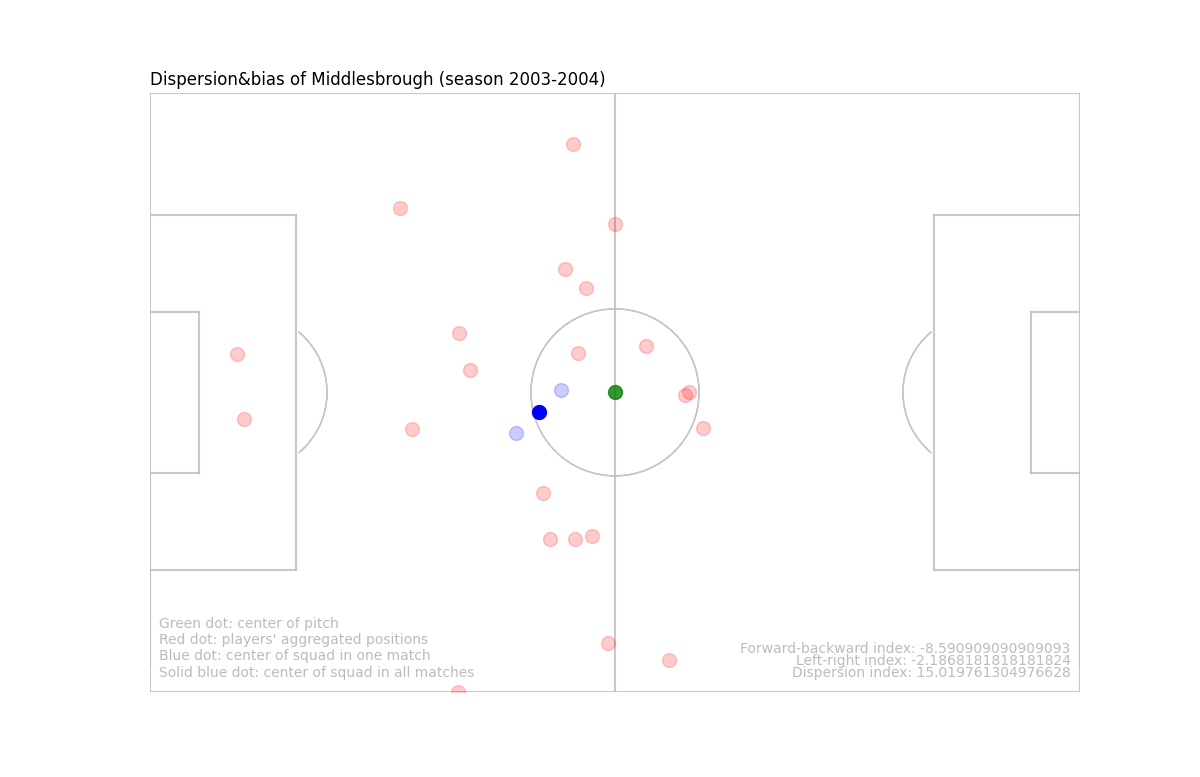 Dispersion&bias of Middlesbrough (season 2003-2004)
Green dot: center of pitch
Red dot: players' aggregated positions
Blue dot: center of squad in one match
Solid blue dot: center of squad in all matches
Forward-backward index: -8.590909090909093
Left-right index: -2.1868181818181824
Dispersion index: 15.019761304976628